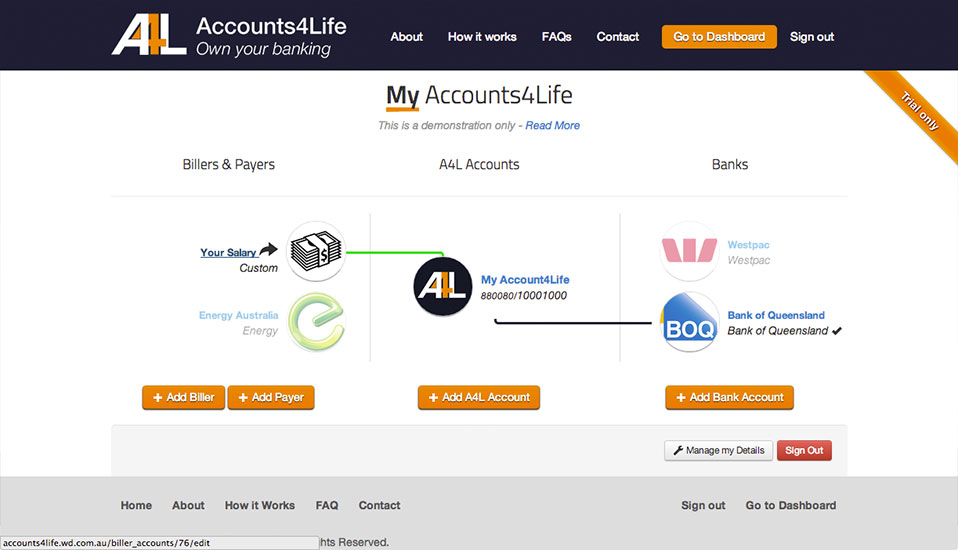 A4L
Accounts4Life
Own your banking
About How it works FAQs Contact Go to Dashboard Sign out
Trial only
My Accounts4Life
This is a demonstration only - Read More
Billers & Payers A4L Accounts Banks
Your Salary
Custom
$
Energy Australia
Energy
A4L
My Account4Life
880080/10001000
Westpac
Westpac
BOQ
Bank of Queensland
Bank of Queensland
+ Add Biller + Add Payer + Add A4L Account + Add Bank Account
Manage my Details Sign Out
Home About How it Works FAQ Contact Sign out Go to Dashboard
accounts4life.wd.com.au/biller_accounts/76/edit
hts Reserved.